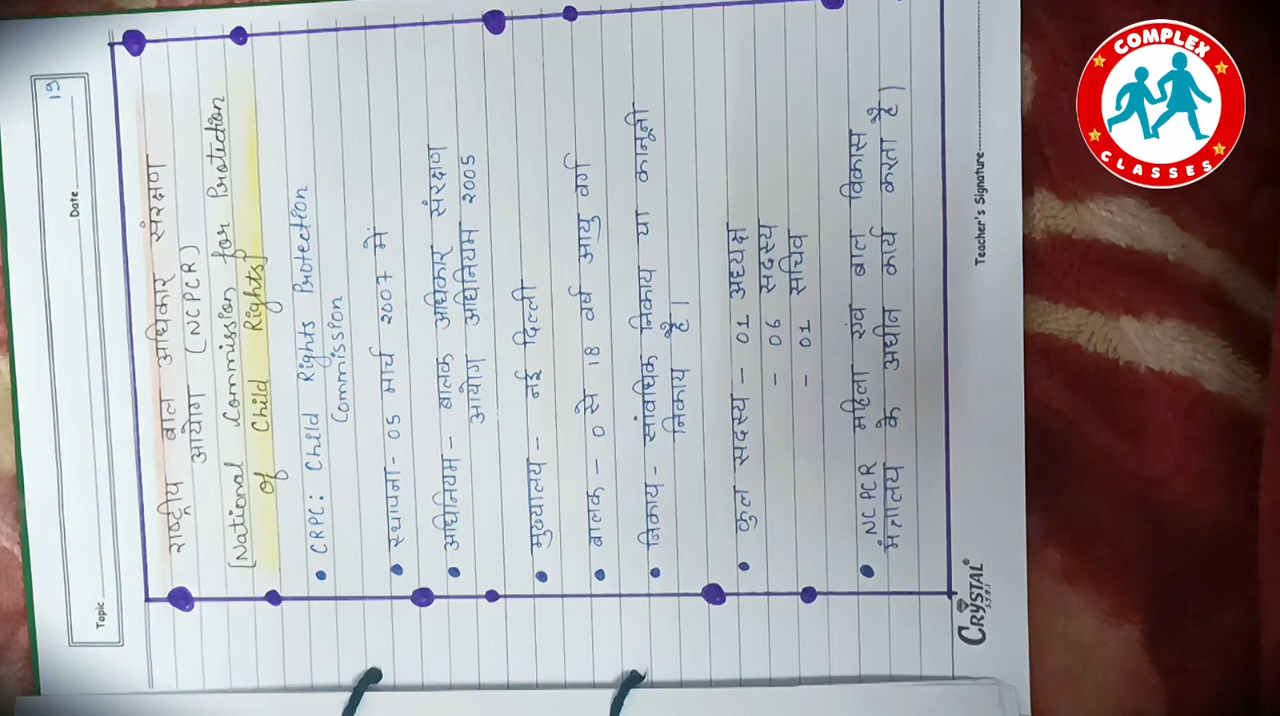 Topic
Date
19
राष्ट्रीय बाल अधिकार संरक्षण
आयोग (NCPCR)
[National Commission for Protection
of Child Rights]
• CRPC: Child Rights Protection
Commission
• स्थापना - 05 मार्च 2007 में
• अधिनियम - बालक अधिकार संरक्षण
आयोग अधिनियम 2005
• मुख्यालय - नई दिल्ली
• बालक - 0 से 18 वर्ष आयु वर्ग
• निकाय - सांवधिक निकाय या कानूनी
निकाय है।
• कुल सदस्य - 01 अध्यक्ष
- 06 सदस्य
- 01 सचिव
• NCPCR महिला एंव बाल विकास
मंत्रालय के अधीन कार्य करता है।
CRYSTAL
Teacher's Signature
COMPLEX
CLASSES